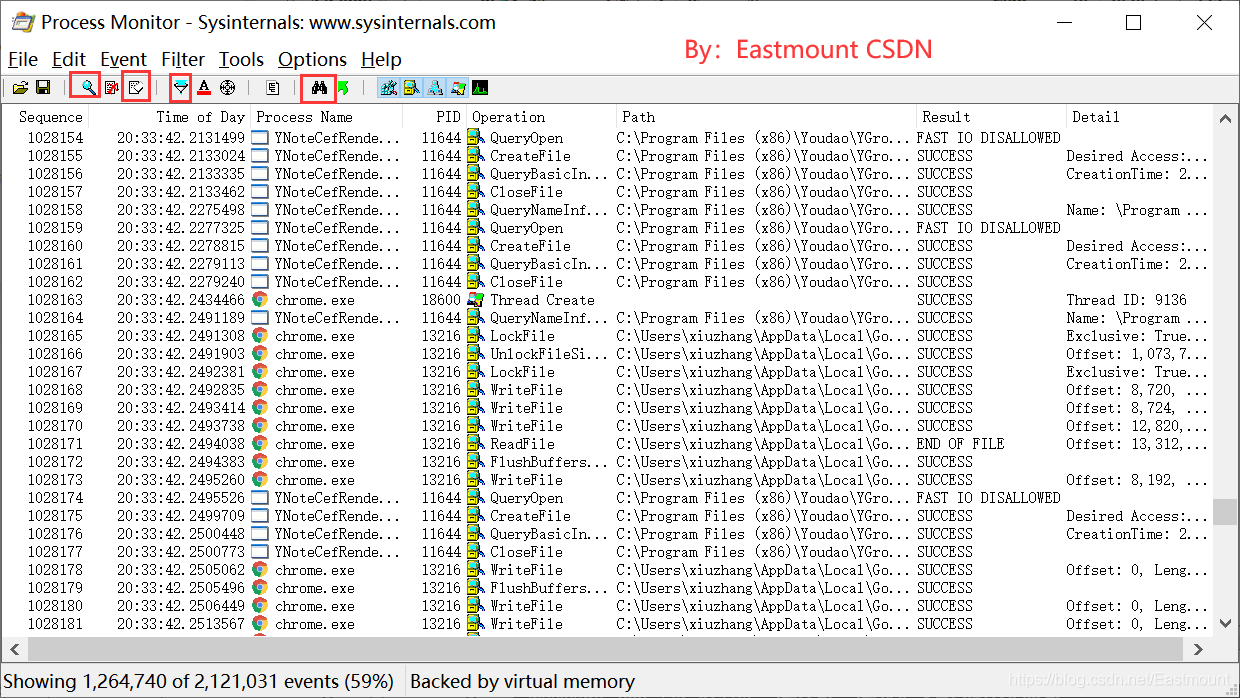 Process Monitor - Sysinternals: www.sysinternals.com
File Edit Event Filter Tools Options Help
By： Eastmount CSDN
Sequence Time of Day Process Name PID Operation Path Result Detail
1028154 20:33:42.2131499 YNoteCefRende... 11644 QueryOpen C:\Program Files (x86)\Youdao\YGro... FAST IO DISALLOWED
1028155 20:33:42.2133024 YNoteCefRende... 11644 CreateFile C:\Program Files (x86)\Youdao\YGro... SUCCESS Desired Access:...
1028156 20:33:42.2133335 YNoteCefRende... 11644 QueryBasicIn... C:\Program Files (x86)\Youdao\YGro... SUCCESS CreationTime: 2...
1028157 20:33:42.2133462 YNoteCefRende... 11644 CloseFile C:\Program Files (x86)\Youdao\YGro... SUCCESS
1028158 20:33:42.2275498 YNoteCefRende... 11644 QueryNameInf... C:\Program Files (x86)\Youdao\YGro... SUCCESS Name: \Program ...
1028159 20:33:42.2277325 YNoteCefRende... 11644 QueryOpen C:\Program Files (x86)\Youdao\YGro... FAST IO DISALLOWED
1028160 20:33:42.2278815 YNoteCefRende... 11644 CreateFile C:\Program Files (x86)\Youdao\YGro... SUCCESS Desired Access:...
1028161 20:33:42.2279113 YNoteCefRende... 11644 QueryBasicIn... C:\Program Files (x86)\Youdao\YGro... SUCCESS CreationTime: 2...
1028162 20:33:42.2279240 YNoteCefRende... 11644 CloseFile C:\Program Files (x86)\Youdao\YGro... SUCCESS
1028163 20:33:42.2434466 chrome.exe 18600 Thread Create SUCCESS Thread ID: 9136
1028164 20:33:42.2491189 YNoteCefRende... 11644 QueryNameInf... C:\Program Files (x86)\Youdao\YGro... SUCCESS Name: \Program ...
1028165 20:33:42.2491308 chrome.exe 13216 LockFile C:\Users\xiuzhang\AppData\Local\Go... SUCCESS Exclusive: True...
1028166 20:33:42.2491903 chrome.exe 13216 UnlockFileSi... C:\Users\xiuzhang\AppData\Local\Go... SUCCESS Offset: 1,073,7...
1028167 20:33:42.2492381 chrome.exe 13216 LockFile C:\Users\xiuzhang\AppData\Local\Go... SUCCESS Exclusive: True...
1028168 20:33:42.2492835 chrome.exe 13216 WriteFile C:\Users\xiuzhang\AppData\Local\Go... SUCCESS Offset: 8,720, ...
1028169 20:33:42.2493414 chrome.exe 13216 WriteFile C:\Users\xiuzhang\AppData\Local\Go... SUCCESS Offset: 8,724, ...
1028170 20:33:42.2493738 chrome.exe 13216 WriteFile C:\Users\xiuzhang\AppData\Local\Go... SUCCESS Offset: 12,820,...
1028171 20:33:42.2494038 chrome.exe 13216 ReadFile C:\Users\xiuzhang\AppData\Local\Go... END OF FILE Offset: 13,312,...
1028172 20:33:42.2494383 chrome.exe 13216 FlushBuffers... C:\Users\xiuzhang\AppData\Local\Go... SUCCESS
1028173 20:33:42.2495260 chrome.exe 13216 WriteFile C:\Users\xiuzhang\AppData\Local\Go... SUCCESS Offset: 8,192, ...
1028174 20:33:42.2495526 YNoteCefRende... 11644 QueryOpen C:\Program Files (x86)\Youdao\YGro... FAST IO DISALLOWED
1028175 20:33:42.2499709 YNoteCefRende... 11644 CreateFile C:\Program Files (x86)\Youdao\YGro... SUCCESS Desired Access:...
1028176 20:33:42.2500448 YNoteCefRende... 11644 QueryBasicIn... C:\Program Files (x86)\Youdao\YGro... SUCCESS CreationTime: 2...
1028177 20:33:42.2500773 YNoteCefRende... 11644 CloseFile C:\Program Files (x86)\Youdao\YGro... SUCCESS
1028178 20:33:42.2505062 chrome.exe 13216 WriteFile C:\Users\xiuzhang\AppData\Local\Go... SUCCESS Offset: 0, Leng...
1028179 20:33:42.2505496 chrome.exe 13216 FlushBuffers... C:\Users\xiuzhang\AppData\Local\Go... SUCCESS
1028180 20:33:42.2506449 chrome.exe 13216 WriteFile C:\Users\xiuzhang\AppData\Local\Go... SUCCESS Offset: 0, Leng...
1028181 20:33:42.2513567 chrome.exe 13216 WriteFile C:\Users\xiuzhang\AppData\Local\Go... SUCCESS Offset: 0, Leng...
Showing 1,264,740 of 2,121,031 events (59%) Backed by virtual memory
https://blog.csdn.net/Eastmount